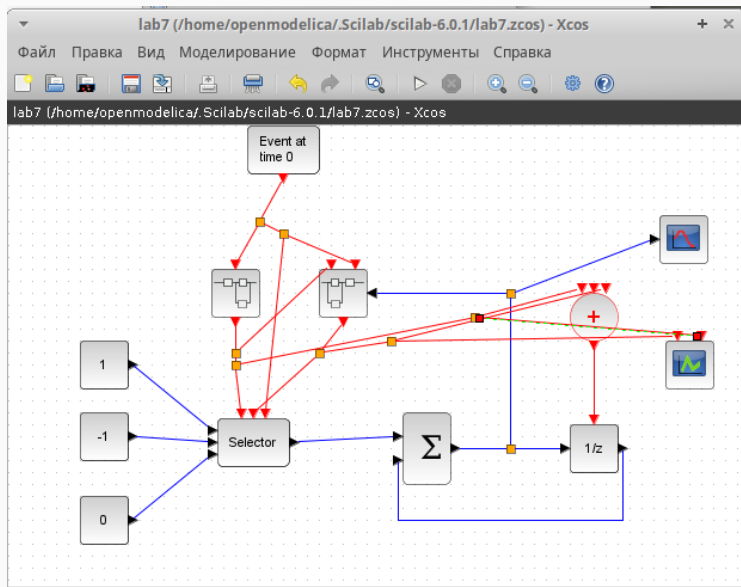 lab7 (/home/openmodelica/.Scilab/scilab-6.0.1/lab7.zcos) - Xcos
Файл Правка Вид Моделирование Формат Инструменты Справка
lab7 (/home/openmodelica/.Scilab/scilab-6.0.1/lab7.zcos) - Xcos
Event at
time 0
+
1
-1
Selector
Σ
1/z
0